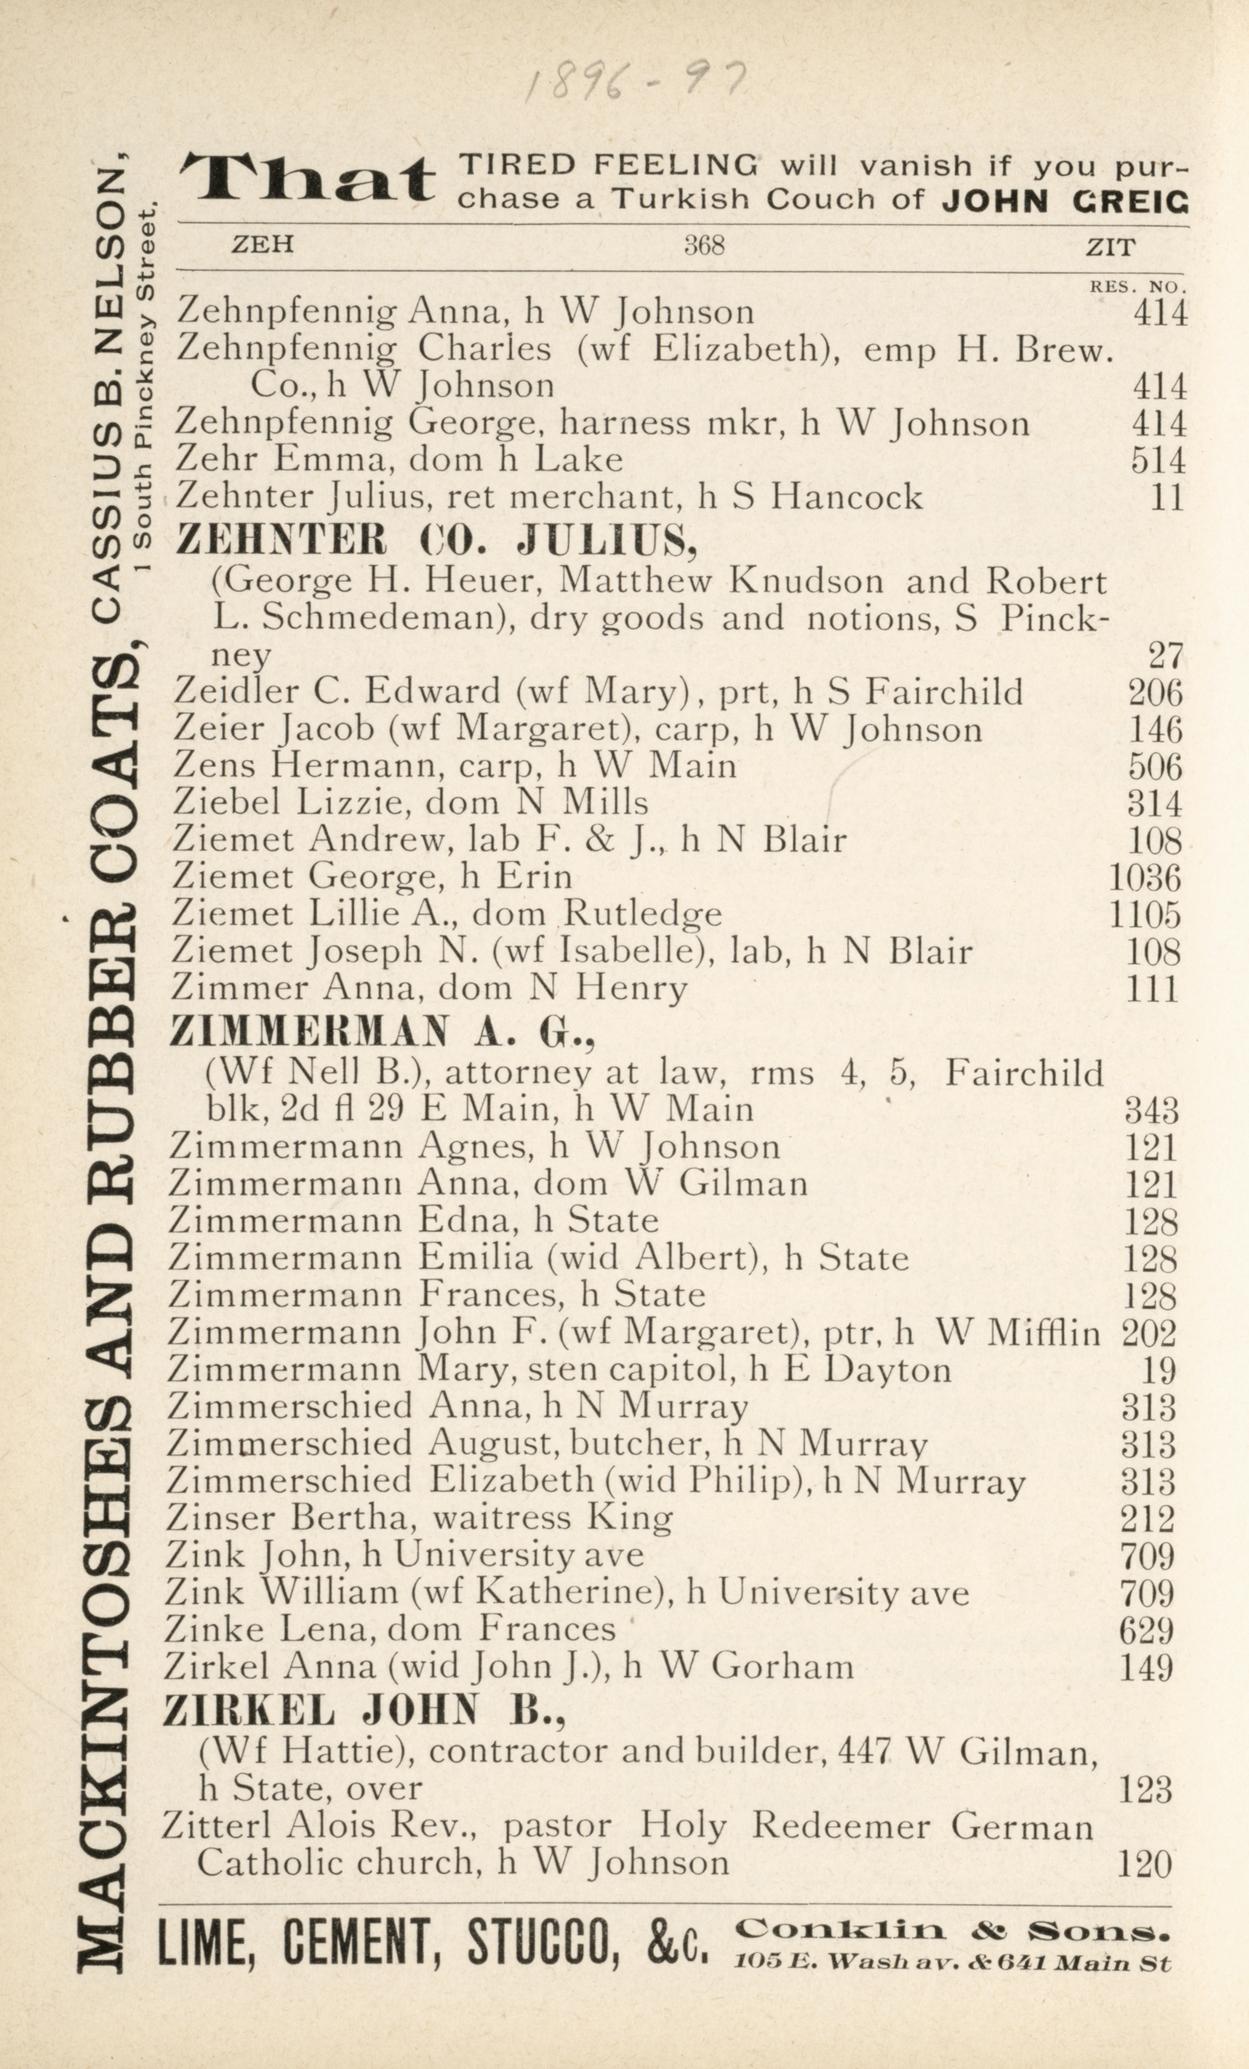 1896-97
That TIRED FEELING will vanish if you pur-
chase a Turkish Couch of JOHN GREIG
ZEH 368 ZIT
RES. NO.
Zehnpfennig Anna, h W Johnson 414
Zehnpfennig Charles (wf Elizabeth), emp H. Brew.
Co., h W Johnson 414
Zehnpfennig George, harness mkr, h W Johnson 414
Zehr Emma, dom h Lake 514
Zehnter Julius, ret merchant, h S Hancock 11
ZEHNTER CO. JULIUS,
(George H. Heuer, Matthew Knudson and Robert
L. Schmedeman), dry goods and notions, S Pinck-
ney 27
Zeidler C. Edward (wf Mary), prt, h S Fairchild 206
Zeier Jacob (wf Margaret), carp, h W Johnson 146
Zens Hermann, carp, h W Main 506
Ziebel Lizzie, dom N Mills 314
Ziemet Andrew, lab F. & J., h N Blair 108
Ziemet George, h Erin 1036
Ziemet Lillie A., dom Rutledge 1105
Ziemet Joseph N. (wf Isabelle), lab, h N Blair 108
Zimmer Anna, dom N Henry 111
ZIMMERMAN A. G.,
(Wf Nell B.), attorney at law, rms 4, 5, Fairchild
blk, 2d fl 29 E Main, h W Main 343
Zimmermann Agnes, h W Johnson 121
Zimmermann Anna, dom W Gilman 121
Zimmermann Edna, h State 128
Zimmermann Emilia (wid Albert), h State 128
Zimmermann Frances, h State 128
Zimmermann John F. (wf Margaret), ptr, h W Mifflin 202
Zimmermann Mary, sten capitol, h E Dayton 19
Zimmerschied Anna, h N Murray 313
Zimmerschied August, butcher, h N Murray 313
Zimmerschied Elizabeth (wid Philip), h N Murray 313
Zinser Bertha, waitress King 212
Zink John, h University ave 709
Zink William (wf Katherine), h University ave 709
Zinke Lena, dom Frances 629
Zirkel Anna (wid John J.), h W Gorham 149
ZIRKEL JOHN B.,
(Wf Hattie), contractor and builder, 447 W Gilman,
h State, over 123
Zitterl Alois Rev., pastor Holy Redeemer German
Catholic church, h W Johnson 120
LIME, CEMENT, STUCCO, &c. Conklin & Sons.
105 E. Wash av. & 641 Main St
MACKINTOSHES AND RUBBER COATS, CASSIUS B. NELSON,
1 South Pinckney Street.